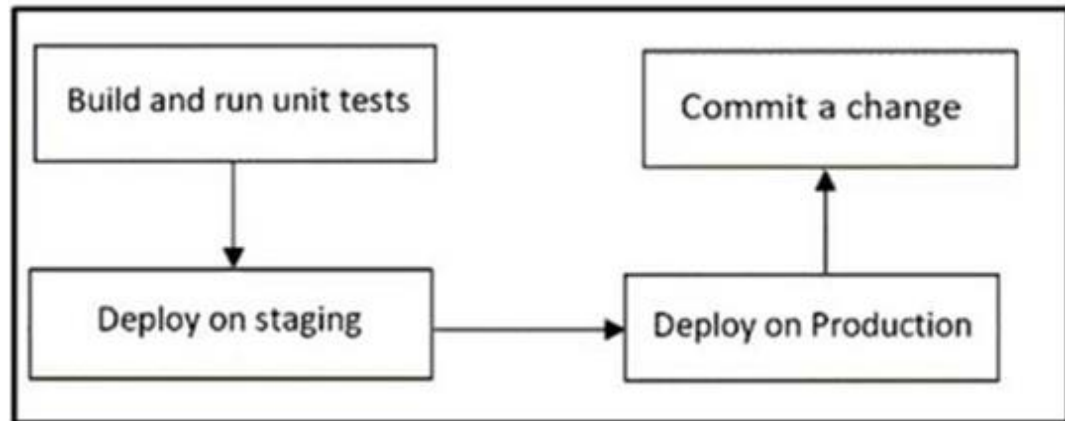 Build and run unit tests
Commit a change
Deploy on staging
Deploy on Production